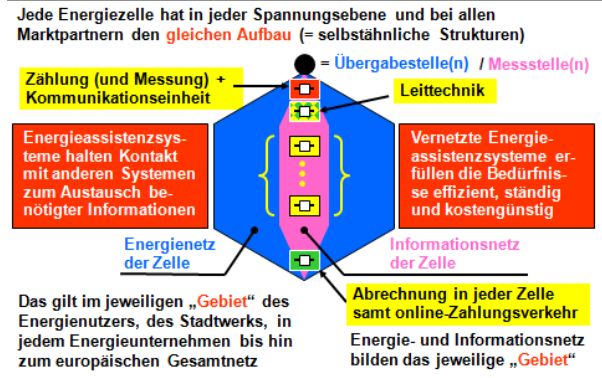 Jede Energiezelle hat in jeder Spannungsebene und bei allen
Marktpartnern den gleichen Aufbau (= selbstähnliche Strukturen)
= Übergabestelle(n) / Messstelle(n)
Zählung (und Messung) +
Kommunikationseinheit
Leittechnik
Energieassistenzsys-
teme halten Kontakt
mit anderen Systemen
zum Austausch be-
nötigter Informationen
Vernetzte Energie-
assistenzsysteme er-
füllen die Bedürfnis-
se effizient, ständig
und kostengünstig
Energienetz
der Zelle
Informationsnetz
der Zelle
Das gilt im jeweiligen „Gebiet“ des
Energienutzers, des Stadtwerks, in
jedem Energieunternehmen bis hin
zum europäischen Gesamtnetz
Abrechnung in jeder Zelle
samt online-Zahlungsverkehr
Energie- und Informationsnetz
bilden das jeweilige „Gebiet“